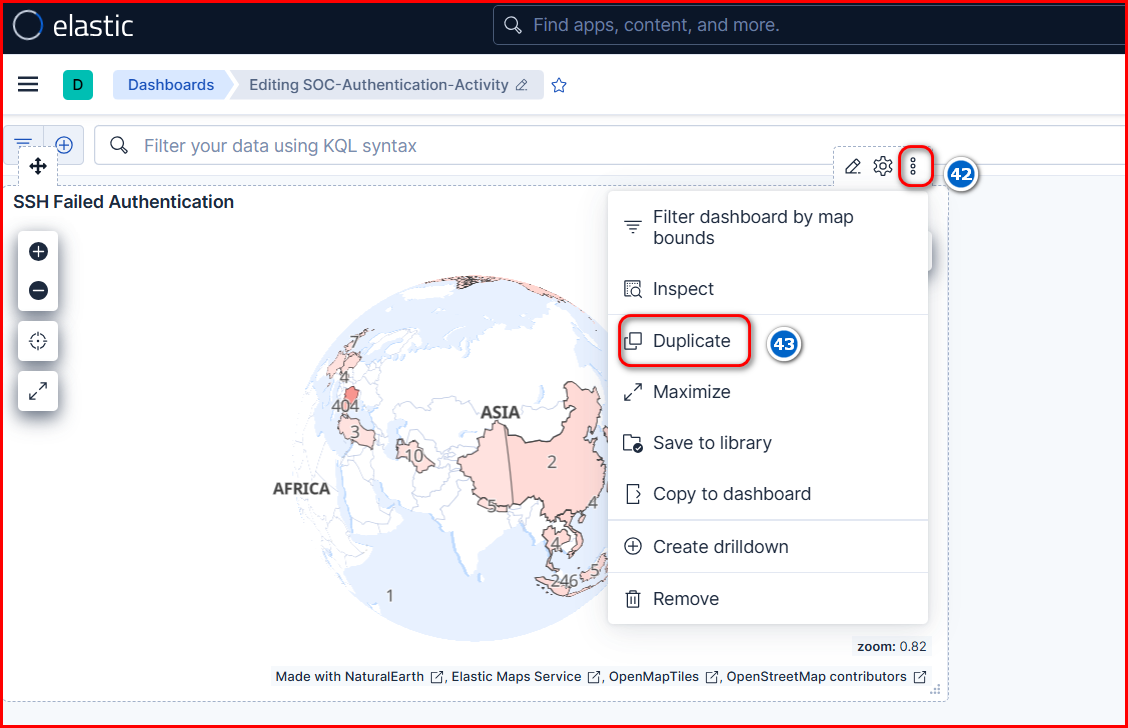 elastic
Find apps, content, and more.
D
Dashboards
Editing SOC-Authentication-Activity
Filter your data using KQL syntax
42
SSH Failed Authentication
Filter dashboard by map
bounds
Inspect
Duplicate
43
Maximize
Save to library
Copy to dashboard
Create drilldown
Remove
7
4
404
3
10
ASIA
2
AFRICA
5
4
4
5
246
1
zoom: 0.82
Made with NaturalEarth , Elastic Maps Service , OpenMapTiles , OpenStreetMap contributors